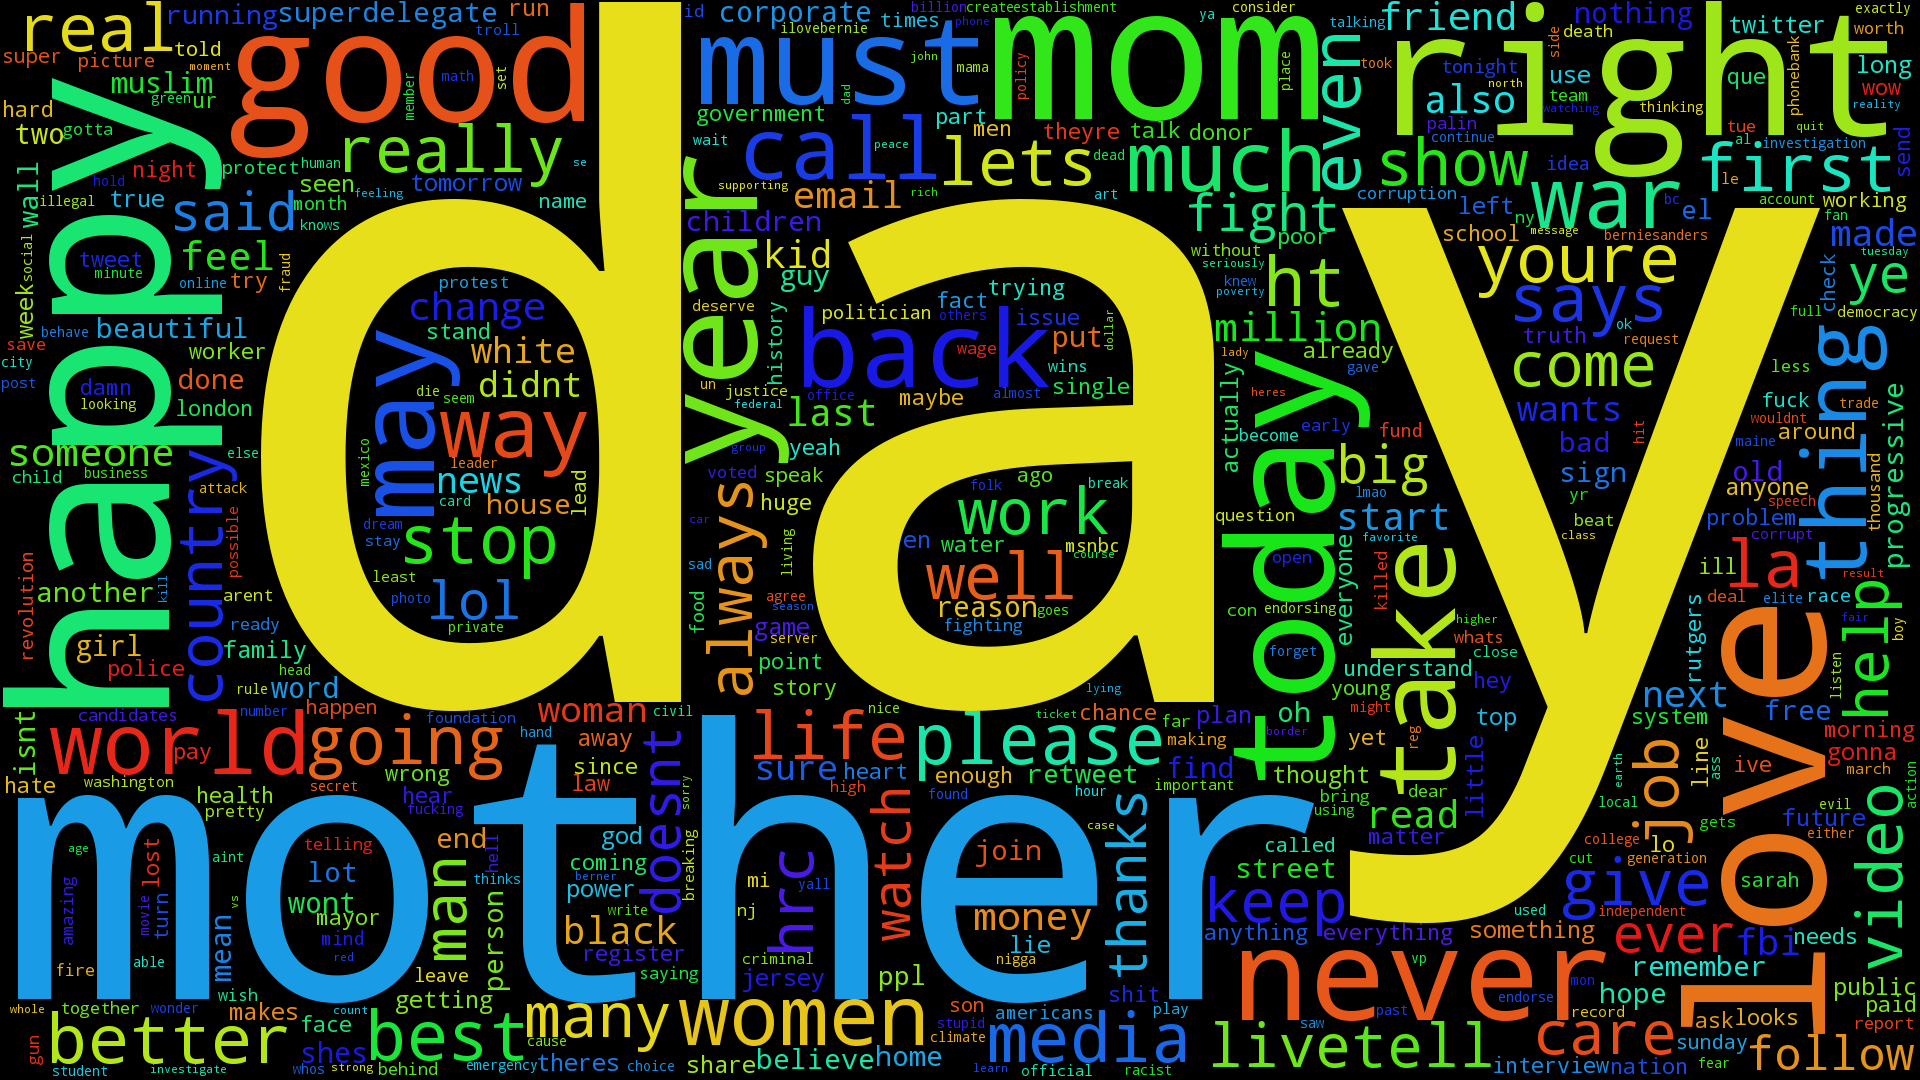 day
mother
happy
good
mom
right
love
today
never
year
must
back
world
women
take
thing
call
way
may
life
please
going
war
first
much
better
best
many
media
livetell
care
follow
real
really
said
feel
someone
country
stop
lol
change
white
didnt
news
house
work
well
reason
always
last
kid
guy
children
email
lets
fight
million
ht
even
show
also
friend
youre
says
come
wants
bad
sign
big
start
read
keep
give
job
next
video
help
progressive
la
ye
made
ever
fbi
hope
remember
something
everything
anything
money
join
lie
watch
thanks
hrc
black
power
coming
god
doesnt
man
person
end
lot
wont
mayor
mind
telling
lost
turn
movie
amazing
age
mean
running
superdelegate
run
troll
super
picture
told
moment
muslim
green
ur
hard
two
gotta
night
hold
protect
human
illegal
true
wall
seen
month
knows
tomorrow
feeling
name
se
math
member
set
tweet
minute
week
social
online
try
fraud
behave
beautiful
save
city
worker
post
damn
looking
done
london
child
business
else
attack
another
kill
arent
possible
revolution
girl
police
ready
family
head
rule
word
candidates
number
happen
foundation
isnt
pay
hate
washington
secret
wrong
hear
fucking
health
pretty
aint
vs
hell
thinks
fire
able
red
leave
whole
together
wonder
wish
makes
getting
count
gun
student
investigate
face
shes
whos
strong
behind
cause
emergency
theres
choice
share
believe
home
son
stupid
climate
learn
official
americans
racist
play
shit
id
corporate
times
billion
create
establishment
phone
ilovebernie
john
mama
dad
policy
place
consider
government
part
men
theyre
talk
donor
wait
peace
dead
supporting
rich
art
ya
talking
took
side
nothing
death
twitter
exactly
worth
que
phonebank
long
wow
reality
tonight
north
watching
use
team
thinking
palin
continue
tue
al
quit
investigation
send
idea
le
corruption
left
ny
bc
el
account
working
fan
school
message
berniesanders
poor
without
seriously
knew
poverty
check
tuesday
full
democracy
truth
ok
request
already
lady
gave
heres
less
fuck
trade
wouldnt
around
maine
early
fund
become
actually
hit
old
anyone
speech
thousand
problem
corrupt
lmao
favorite
question
yr
beat
class
open
everyone
killed
con
endorsing
ill
result
deal
elite
race
fair
boy
rutgers
higher
whats
close
forget
understand
young
hey
listen
might
oh
border
reg
top
system
free
morning
gonna
yet
plan
far
making
chance
ticket
nice
lying
find
important
thought
bring
using
dear
little
matter
line
ass
ive
march
action
earth
local
future
evil
either
gets
college
lo
called
street
cut
generation
sarah
used
independent
vp
endorse
mon
needs
public
paid
report
record
past
saw
ask
looks
sunday
fear
interview
nation
protest
stand
die
seem
leader
card
lead
mexico
dream
stay
least
photo
private
deserve
history
politician
fact
others
trying
issue
wage
put
dollar
wins
single
office
almost
maybe
un
justice
federal
yeah
group
voted
speak
huge
ago
folk
break
car
sad
living
en
water
msnbc
course
food
agree
season
game
server
goes
fighting
point
story
woman
civil
away
hand
since
law
sorry
breaking
sure
heart
high
enough
found
hour
retweet
case
berner
write
mi
yall
nj
register
saying
criminal
jersey
ppl
nigga